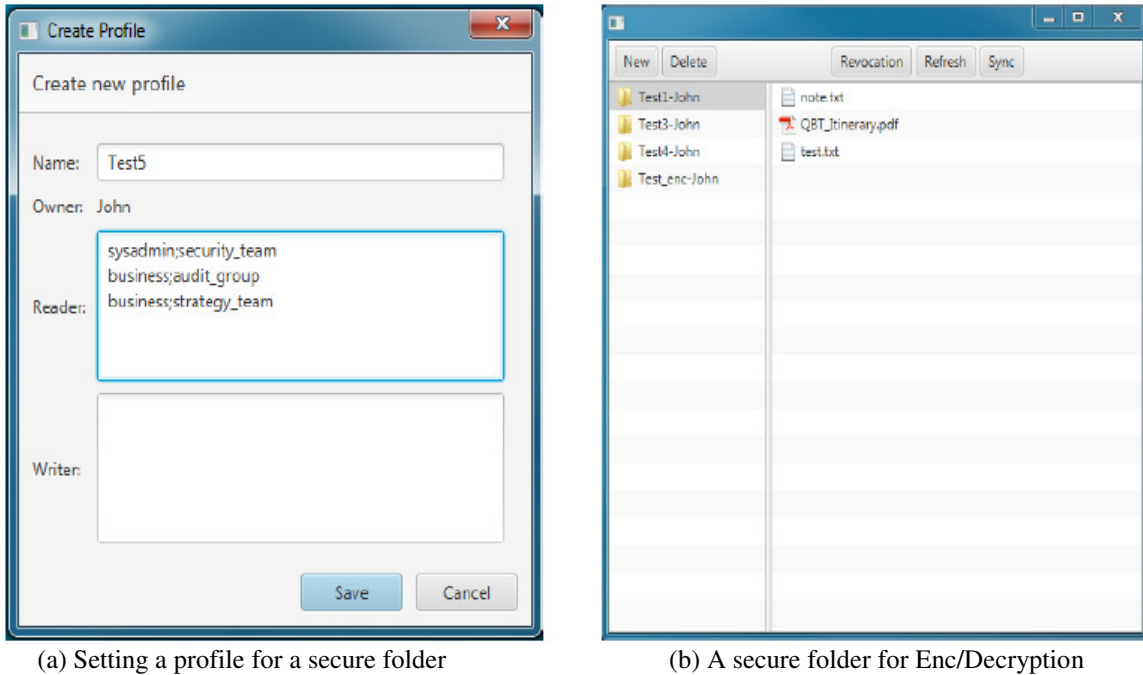 Create Profile
Create new profile
Name: Test5
Owner: John
Reader:
sysadmin;security_team
business;audit_group
business;strategy_team
Writer:
Save Cancel
(a) Setting a profile for a secure folder
New Delete Revocation Refresh Sync
Test1-John
Test3-John
Test4-John
Test_enc-John
note.txt
QBT_Itinerary.pdf
test.txt
(b) A secure folder for Enc/Decryption